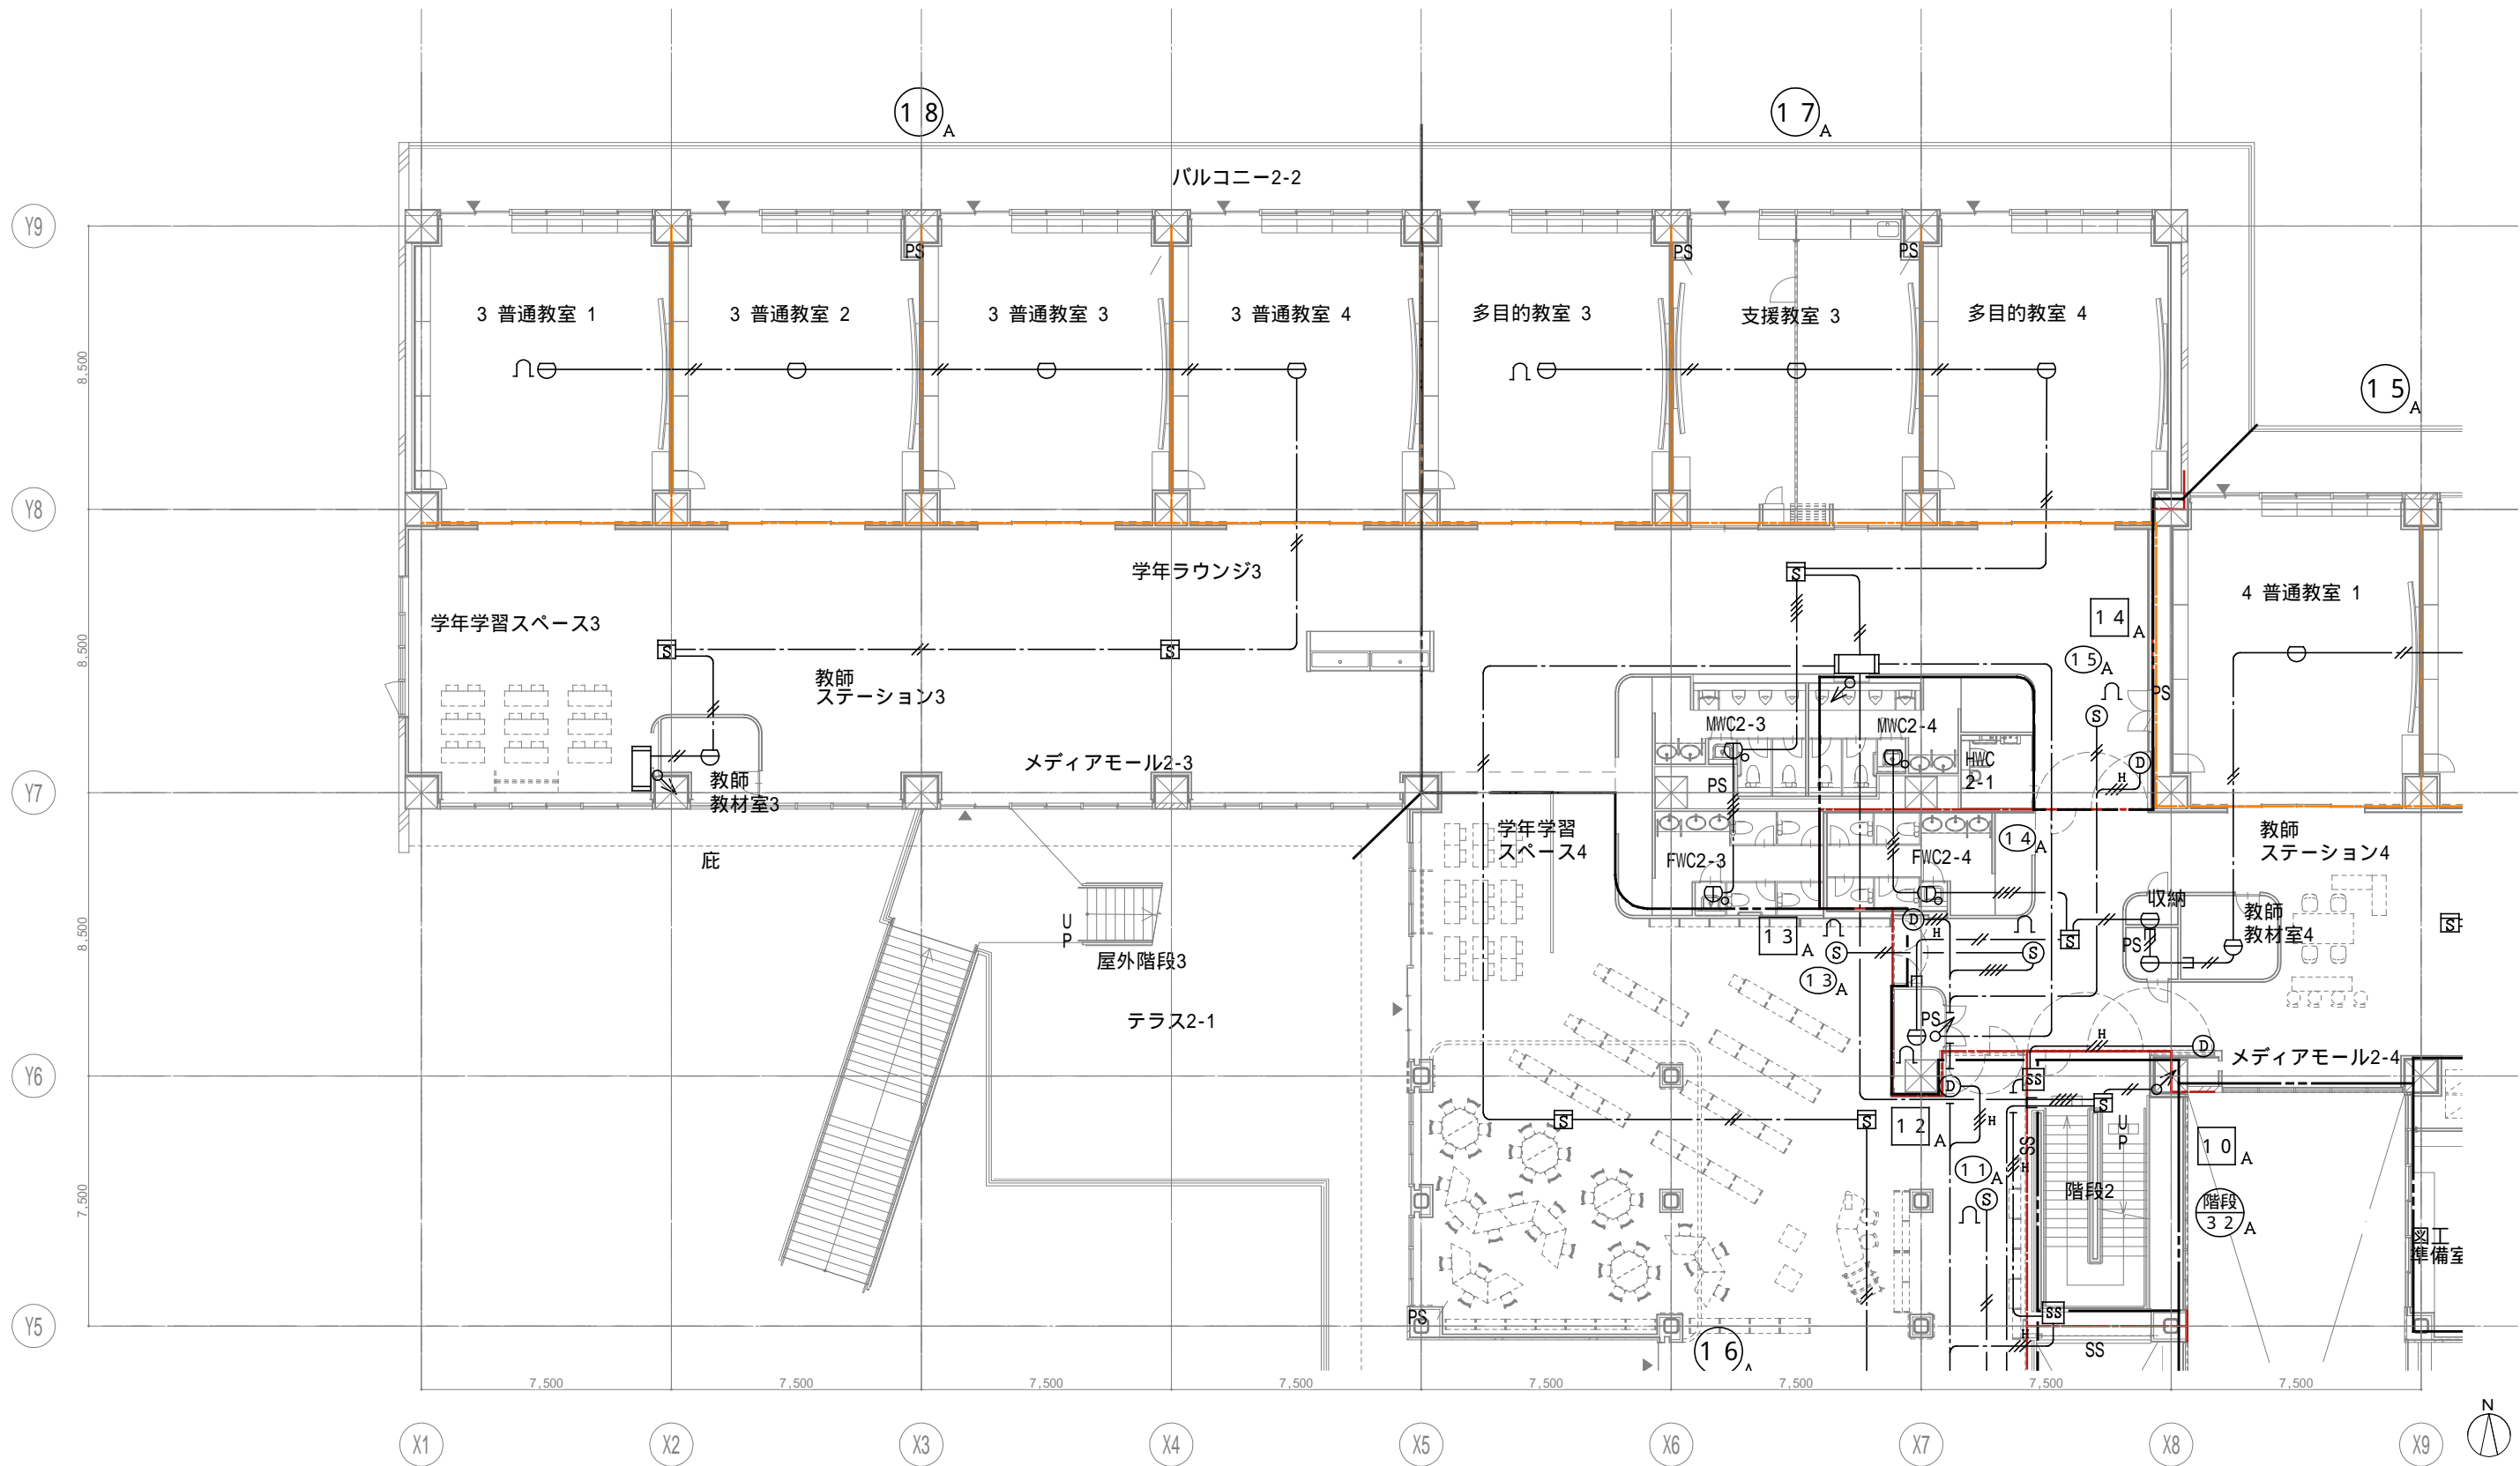 18A
17A
バルコニー2-2
Y9
PS
PS
PS
3 普通教室 1
3 普通教室 2
3 普通教室 3
3 普通教室 4
多目的教室 3
支援教室 3
多目的教室 4
8,500
15A
Y8
学年ラウンジ3
S
4 普通教室 1
14A
学年学習スペース3
8,500
S
S
15A
教師
ステーション3
PS
MWC2-3
MWC2-4
S
メディアモール2-3
HWC
2-1
D
H
教師
教材室3
PS
Y7
学年学習
スペース4
14A
教師
ステーション4
庇
FWC2-3
FWC2-4
収納
教師
教材室4
UP
8,500
13A
D
H
S
S
S
PS
S
屋外階段3
13A
テラス2-1
PS
H
D
メディアモール2-4
Y6
D
SS
S
S
S
12A
H
UP
10A
SS
H
11A
7,500
S
階段2
階段
32A
図工
準備室
PS
SS
Y5
H
16A
SS
7,500
7,500
7,500
7,500
7,500
7,500
7,500
7,500
N
X1
X2
X3
X4
X5
X6
X7
X8
X9